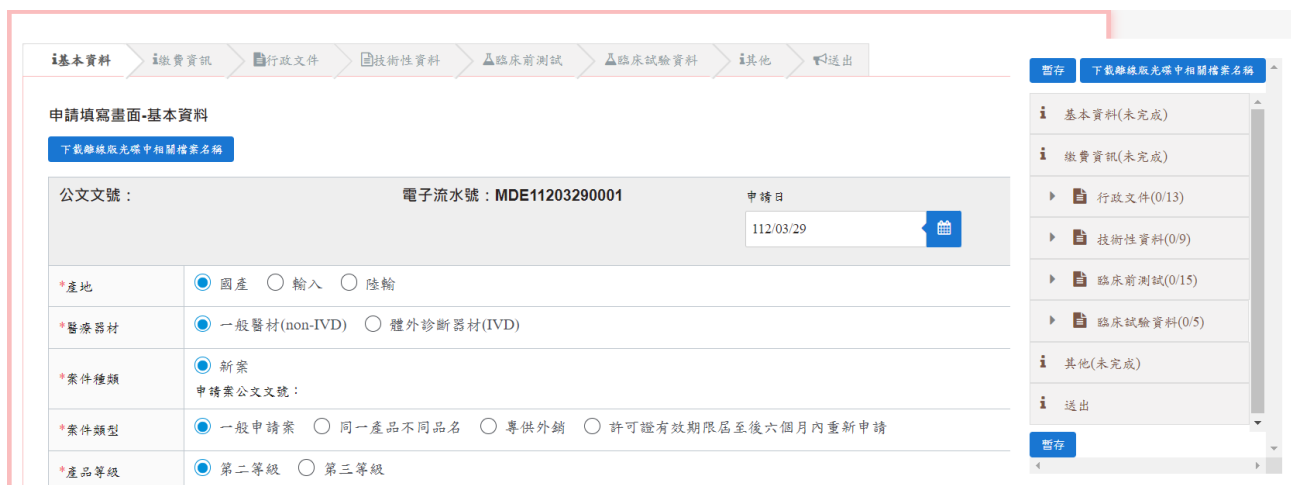 基本資料 繳費資訊 行政文件 技術性資料 臨床前測試 臨床試驗資料 其他 送出
申請填寫畫面-基本資料
下載離線版光碟中相關檔案名稱
公文文號： 電子流水號：MDE11203290001 申請日
112/03/29
*產地 國產 輸入 陸輸
*醫療器材 一般醫材(non-IVD) 體外診斷器材(IVD)
*案件種類 新案
申請案公文文號：
*案件類型 一般申請案 同一產品不同品名 專供外銷 許可證有效期限屆至後六個月內重新申請
*產品等級 第二等級 第三等級
暫存 下載離線版光碟中相關檔案名稱
基本資料(未完成)
繳費資訊(未完成)
行政文件(0/13)
技術性資料(0/9)
臨床前測試(0/15)
臨床試驗資料(0/5)
其他(未完成)
送出
暫存